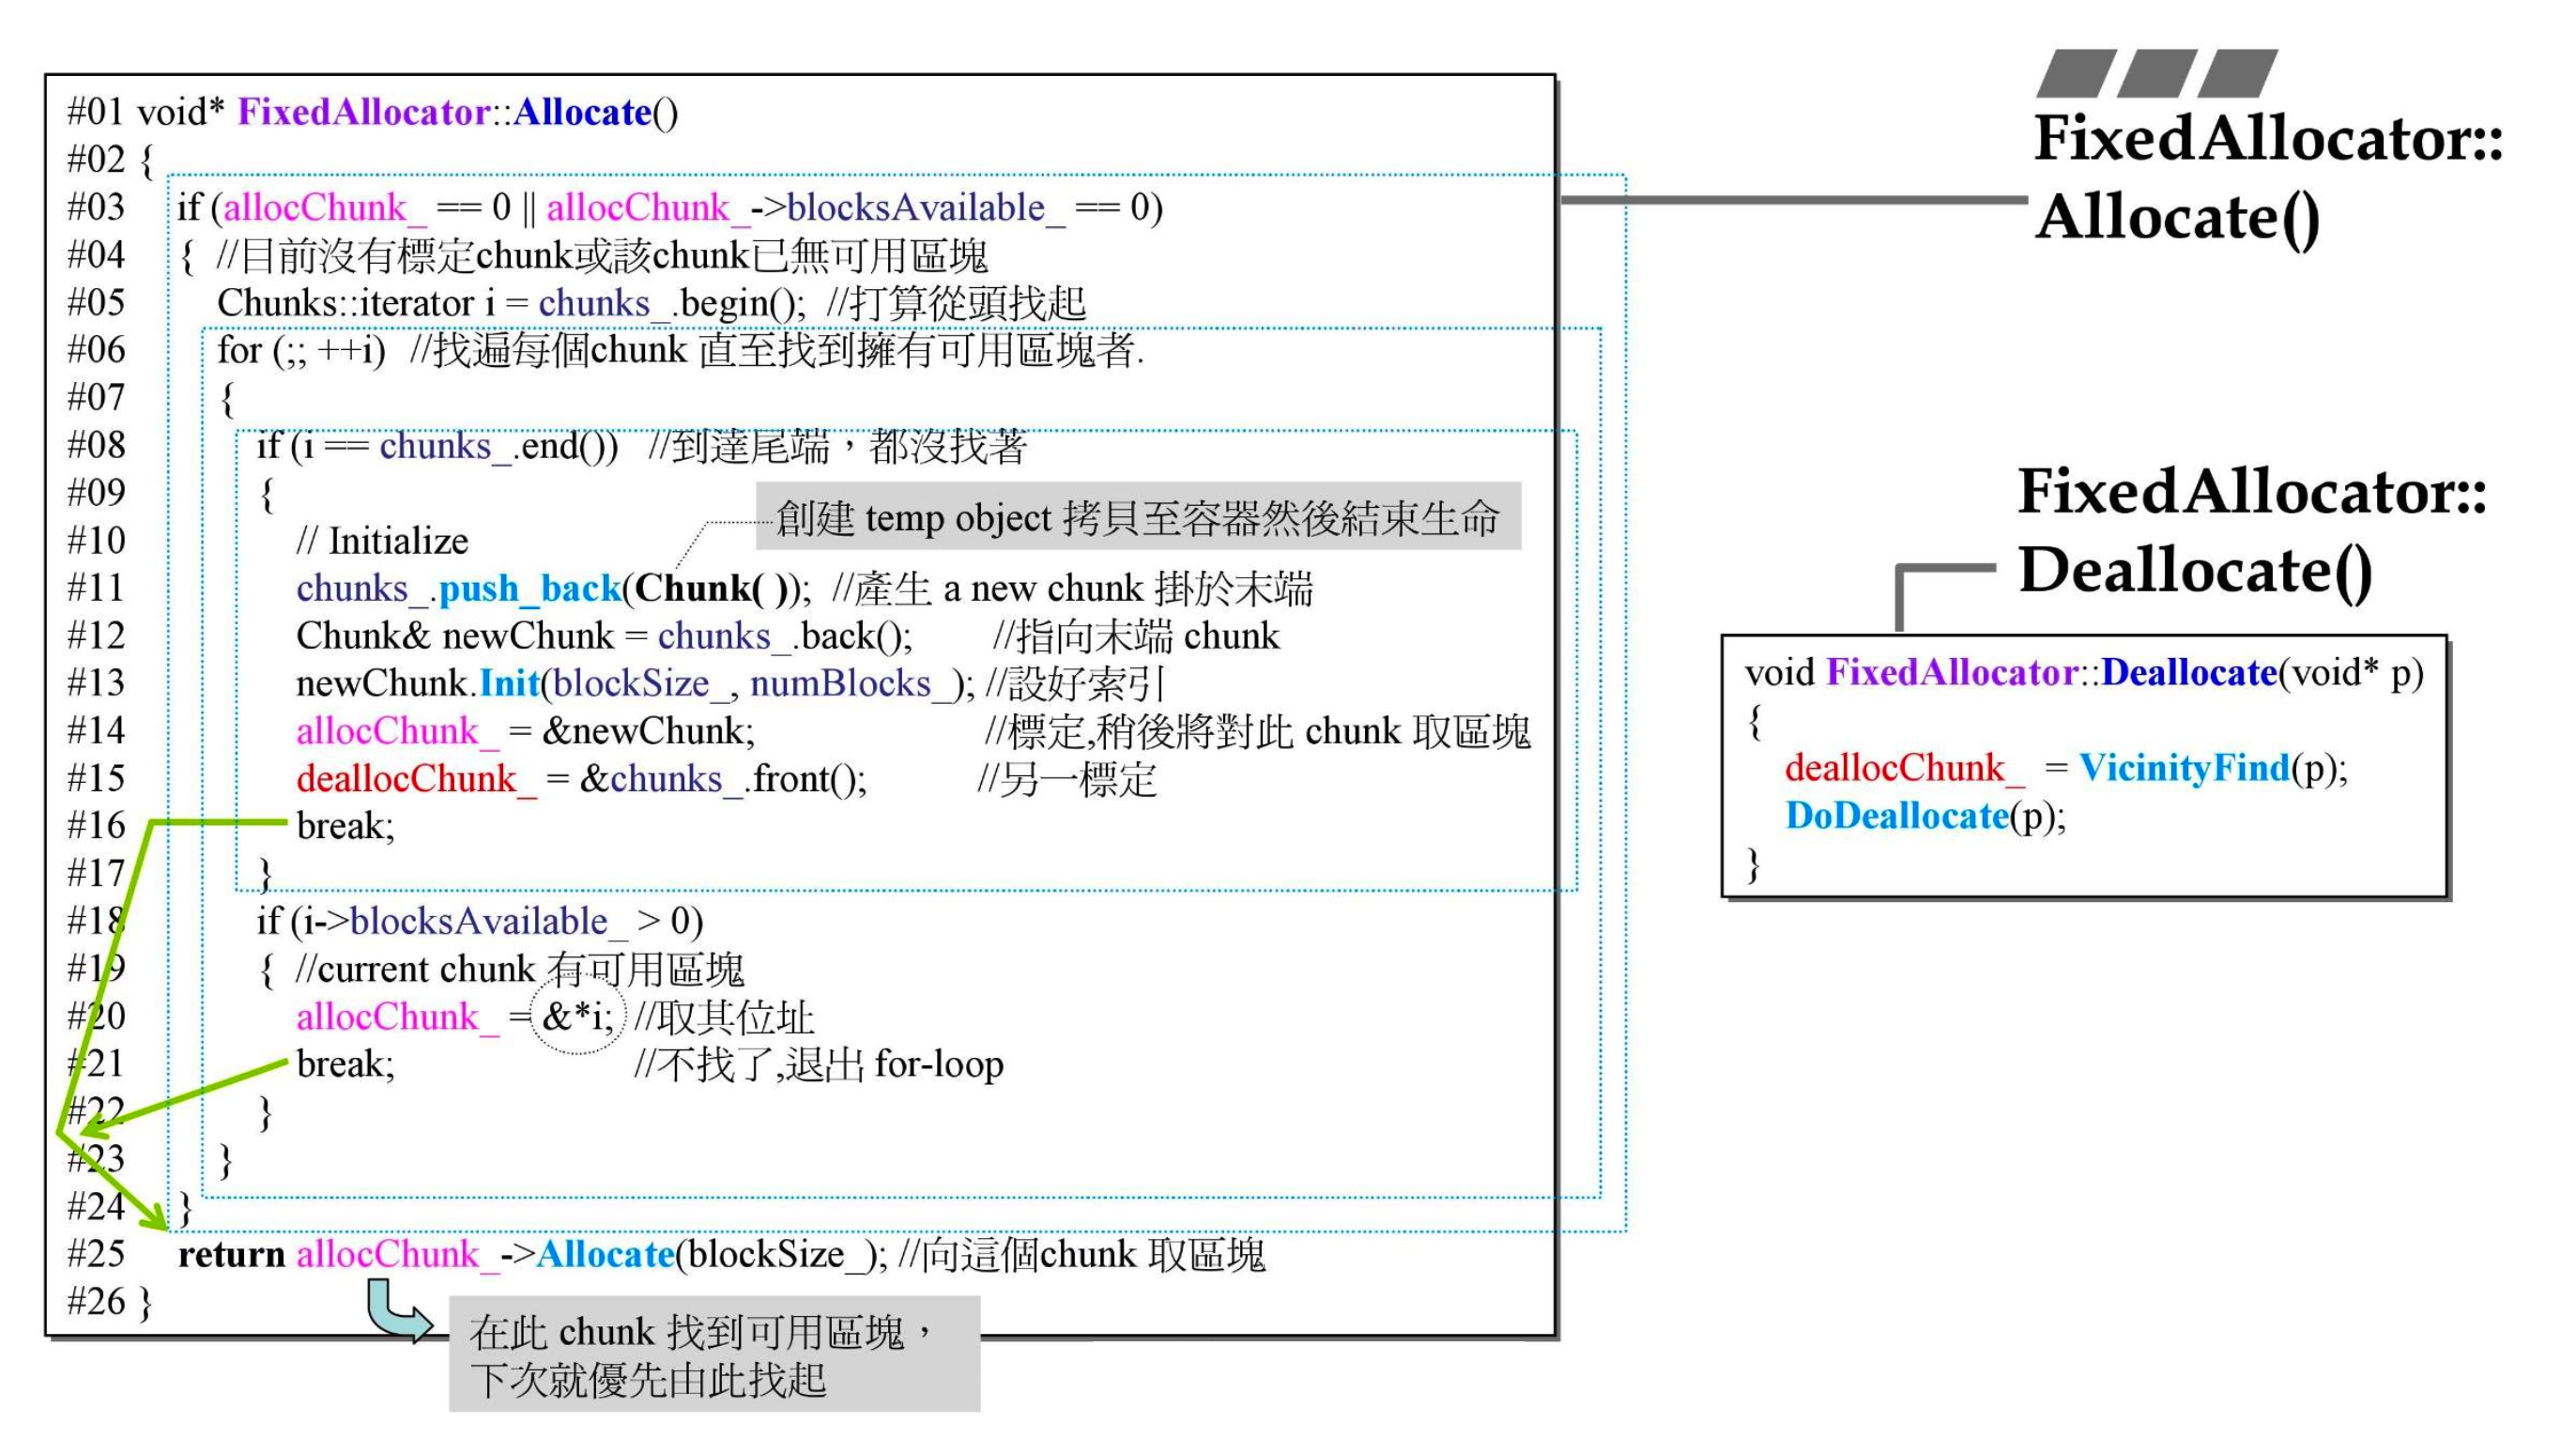 #01 void* FixedAllocator::Allocate()
#02 {
#03 if (allocChunk_ == 0 || allocChunk_->blocksAvailable_ == 0)
#04 { //目前沒有標定chunk或該chunk已無可用區塊
#05 Chunks::iterator i = chunks_.begin(); //打算從頭找起
#06 for (;; ++i) //找遍每個chunk 直至找到擁有可用區塊者.
#07 {
#08 if (i == chunks_.end()) //到達尾端，都沒找著
#09 {
創建 temp object 拷貝至容器然後結束生命
#10 // Initialize
#11 chunks_.push_back(Chunk( )); //產生 a new chunk 掛於末端
#12 Chunk& newChunk = chunks_.back(); //指向末端 chunk
#13 newChunk.Init(blockSize_, numBlocks_); //設好索引
#14 allocChunk_ = &newChunk; //標定,稍後將對此 chunk 取區塊
#15 deallocChunk_ = &chunks_.front(); //另一標定
#16 break;
#17 }
#18 if (i->blocksAvailable_ > 0)
#19 { //current chunk 有可用區塊
#20 allocChunk_ = &*i; //取其位址
#21 break; //不找了,退出 for-loop
#22 }
#23 }
#24 }
#25 return allocChunk_->Allocate(blockSize_); //向這個chunk 取區塊
#26 }
在此 chunk 找到可用區塊，
下次就優先由此找起
FixedAllocator::
Allocate()
FixedAllocator::
Deallocate()
void FixedAllocator::Deallocate(void* p)
{
deallocChunk_ = VicinityFind(p);
DoDeallocate(p);
}